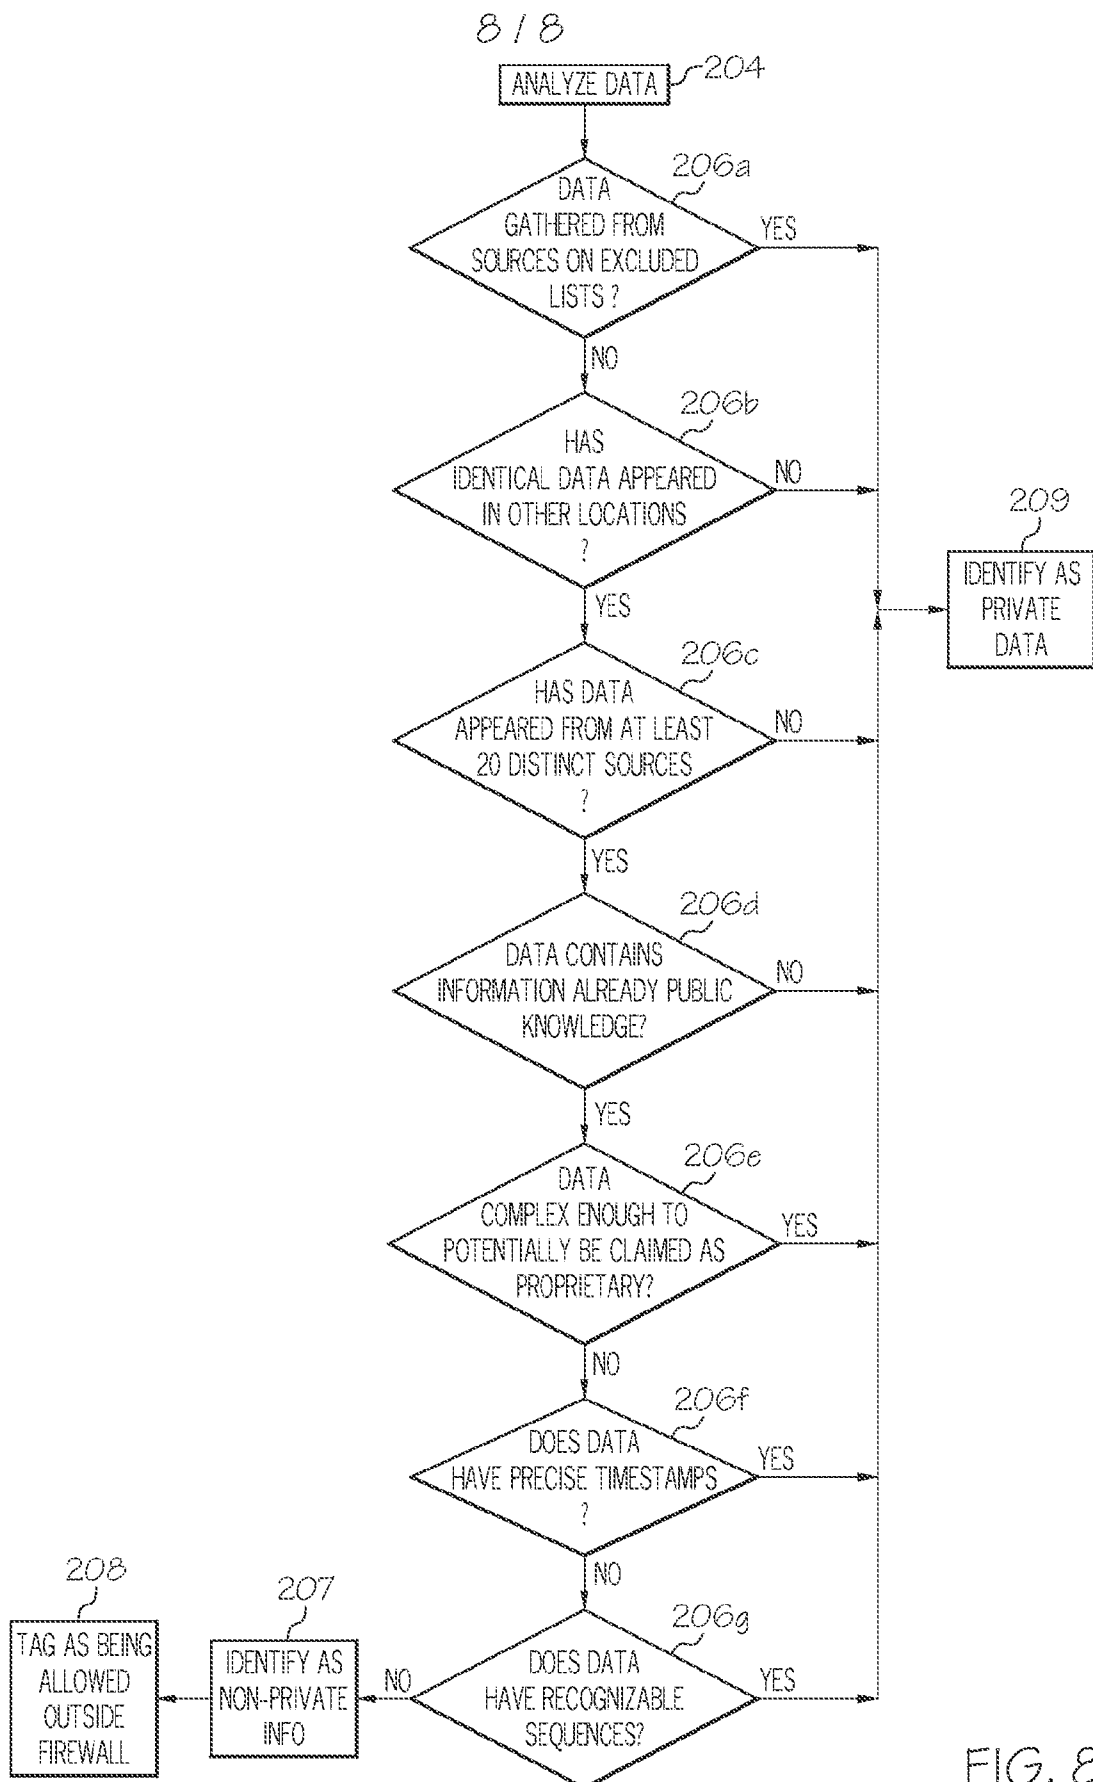 8 / 8
ANALYZE DATA
204
206a
DATA
GATHERED FROM
SOURCES ON EXCLUDED
LISTS ?
YES
NO
206b
HAS
IDENTICAL DATA APPEARED
IN OTHER LOCATIONS
?
NO
YES
209
IDENTIFY AS
PRIVATE
DATA
206c
HAS DATA
APPEARED FROM AT LEAST
20 DISTINCT SOURCES
?
NO
YES
206d
DATA CONTAINS
INFORMATION ALREADY PUBLIC
KNOWLEDGE?
NO
YES
206e
DATA
COMPLEX ENOUGH TO
POTENTIALLY BE CLAIMED AS
PROPRIETARY?
YES
NO
206f
DOES DATA
HAVE PRECISE TIMESTAMPS
?
YES
NO
206g
DOES DATA
HAVE RECOGNIZABLE
SEQUENCES?
YES
NO
207
IDENTIFY AS
NON-PRIVATE
INFO
208
TAG AS BEING
ALLOWED
OUTSIDE
FIREWALL
FIG. 8